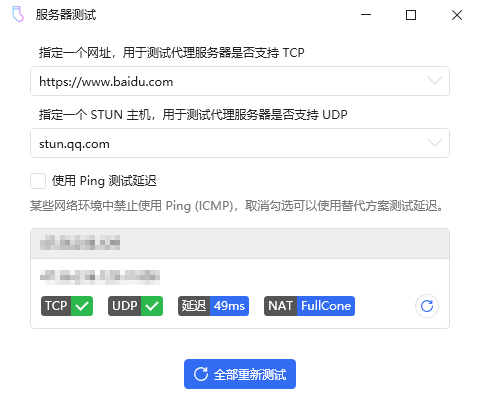 服务器测试
指定一个网址，用于测试代理服务器是否支持 TCP
https://www.baidu.com
指定一个 STUN 主机，用于测试代理服务器是否支持 UDP
stun.qq.com
使用 Ping 测试延迟
某些网络环境中禁止使用 Ping (ICMP)，取消勾选可以使用替代方案测试延迟。
TCP UDP 延迟 49ms NAT FullCone
全部重新测试